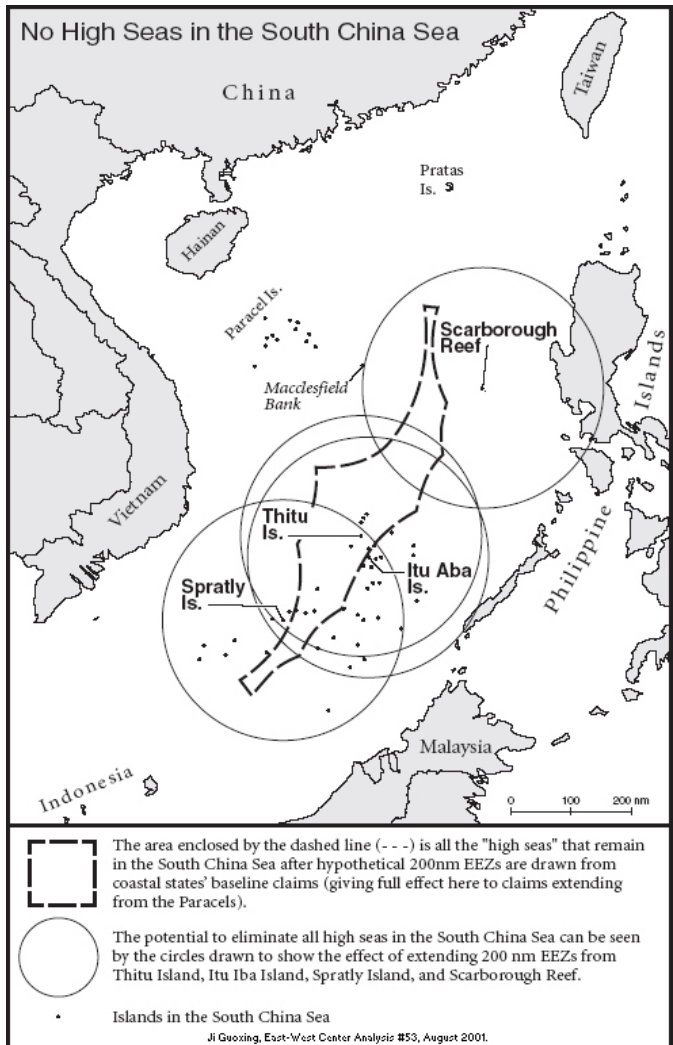 No High Seas in the South China Sea
China
Taiwan
Pratas
Is.
Hainan
Paracel Is.
Scarborough
Reef
Macclesfield
Bank
Islands
Vietnam
Thitu
Is.
Itu Aba
Is.
Spratly
Is.
Philippine
Malaysia
Indonesia
0 100 200 nm
The area enclosed by the dashed line (- - -) is all the "high seas" that remain
in the South China Sea after hypothetical 200nm EEZs are drawn from
coastal states' baseline claims (giving full effect here to claims extending
from the Paracels).
The potential to eliminate all high seas in the South China Sea can be seen
by the circles drawn to show the effect of extending 200 nm EEZs from
Thitu Island, Itu Iba Island, Spratly Island, and Scarborough Reef.
Islands in the South China Sea
Ji Guoxing, East-West Center Analysis #53, August 2001.